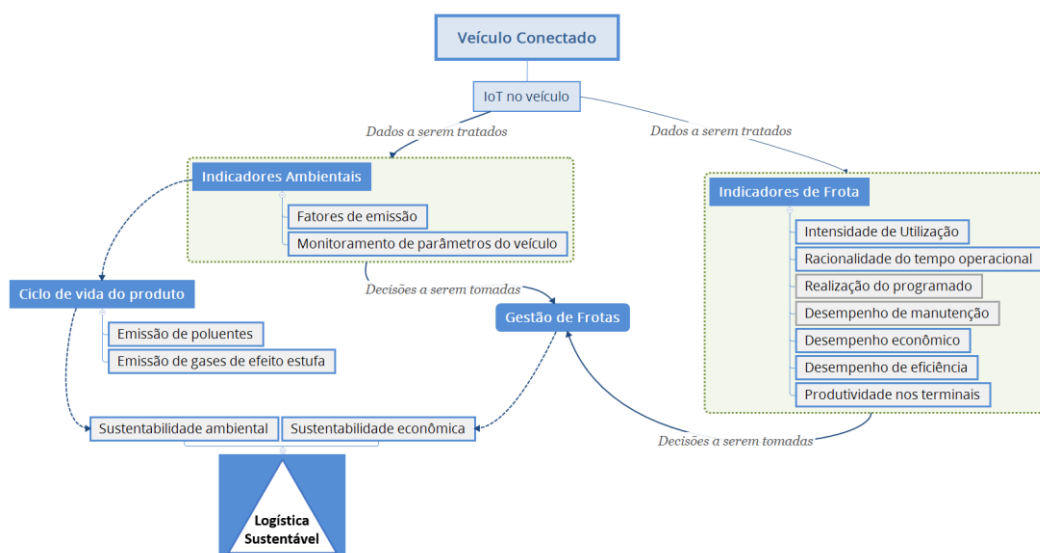 Veículo Conectado
IoT no veículo
Dados a serem tratados
Dados a serem tratados
Indicadores Ambientais
Fatores de emissão
Monitoramento de parâmetros do veículo
Indicadores de Frota
Intensidade de Utilização
Racionalidade do tempo operacional
Realização do programado
Desempenho de manutenção
Desempenho econômico
Desempenho de eficiência
Produtividade nos terminais
Ciclo de vida do produto
Emissão de poluentes
Emissão de gases de efeito estufa
Decisões a serem tomadas
Gestão de Frotas
Decisões a serem tomadas
Sustentabilidade ambiental
Sustentabilidade econômica
Logística
Sustentável